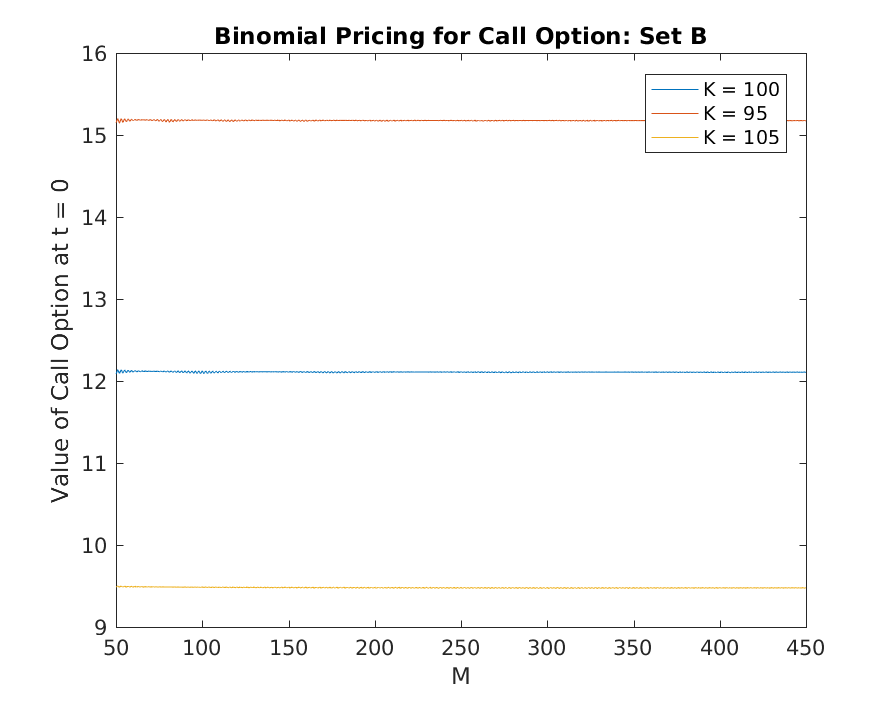 Binomial Pricing for Call Option: Set B
16
15
14
13
12
11
10
9
Value of Call Option at t = 0
K = 100
K = 95
K = 105
50 100 150 200 250 300 350 400 450
M